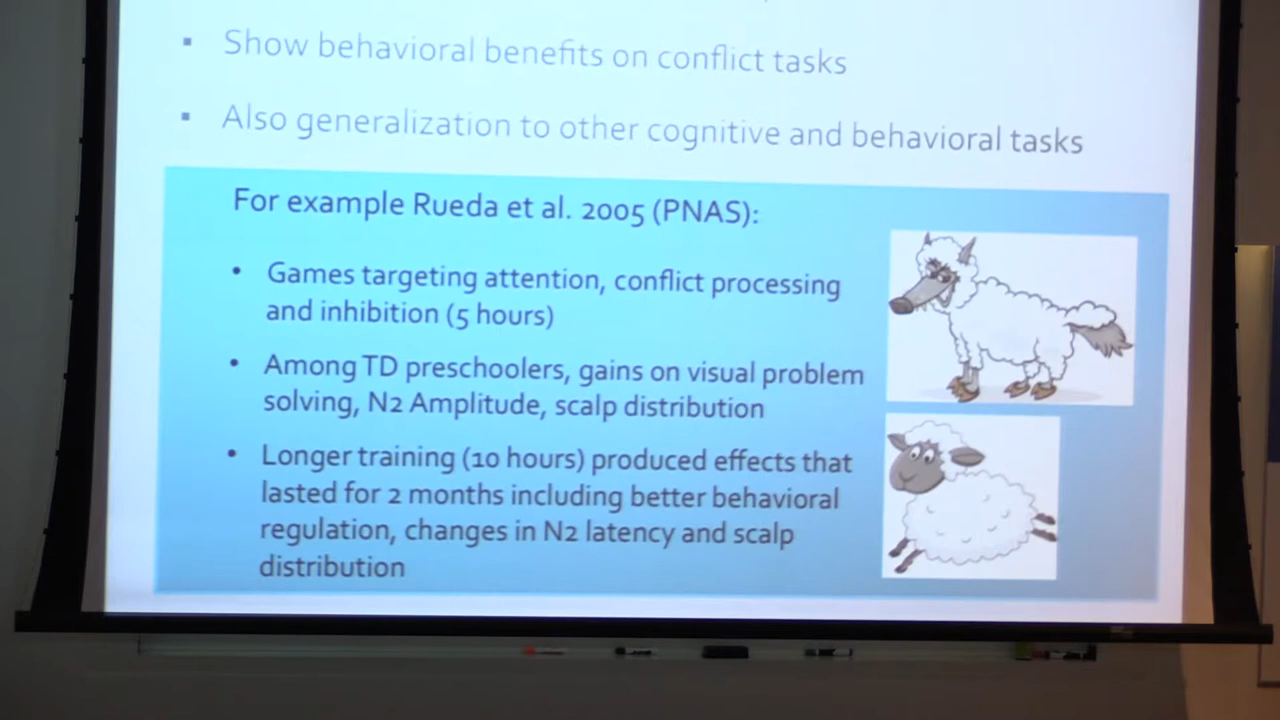 ▪ Show behavioral benefits on conflict tasks
▪ Also generalization to other cognitive and behavioral tasks
For example Rueda et al. 2005 (PNAS):
• Games targeting attention, conflict processing
and inhibition (5 hours)
• Among TD preschoolers, gains on visual problem
solving, N2 Amplitude, scalp distribution
• Longer training (10 hours) produced effects that
lasted for 2 months including better behavioral
regulation, changes in N2 latency and scalp
distribution